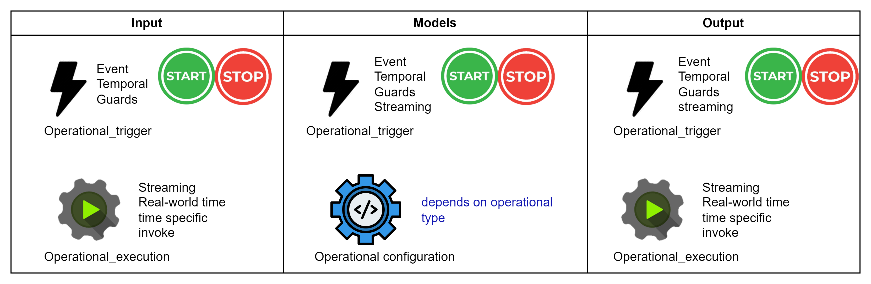 Input
Models
Output
Event
Temporal
Guards
START
STOP
Operational_trigger
Event
Temporal
Guards
Streaming
START
STOP
Operational_trigger
Event
Temporal
Guards
streaming
START
STOP
Operational_trigger
Streaming
Real-world time
time specific
invoke
Operational_execution
</>
depends on operational
type
Operational configuration
Streaming
Real-world time
time specific
invoke
Operational_execution